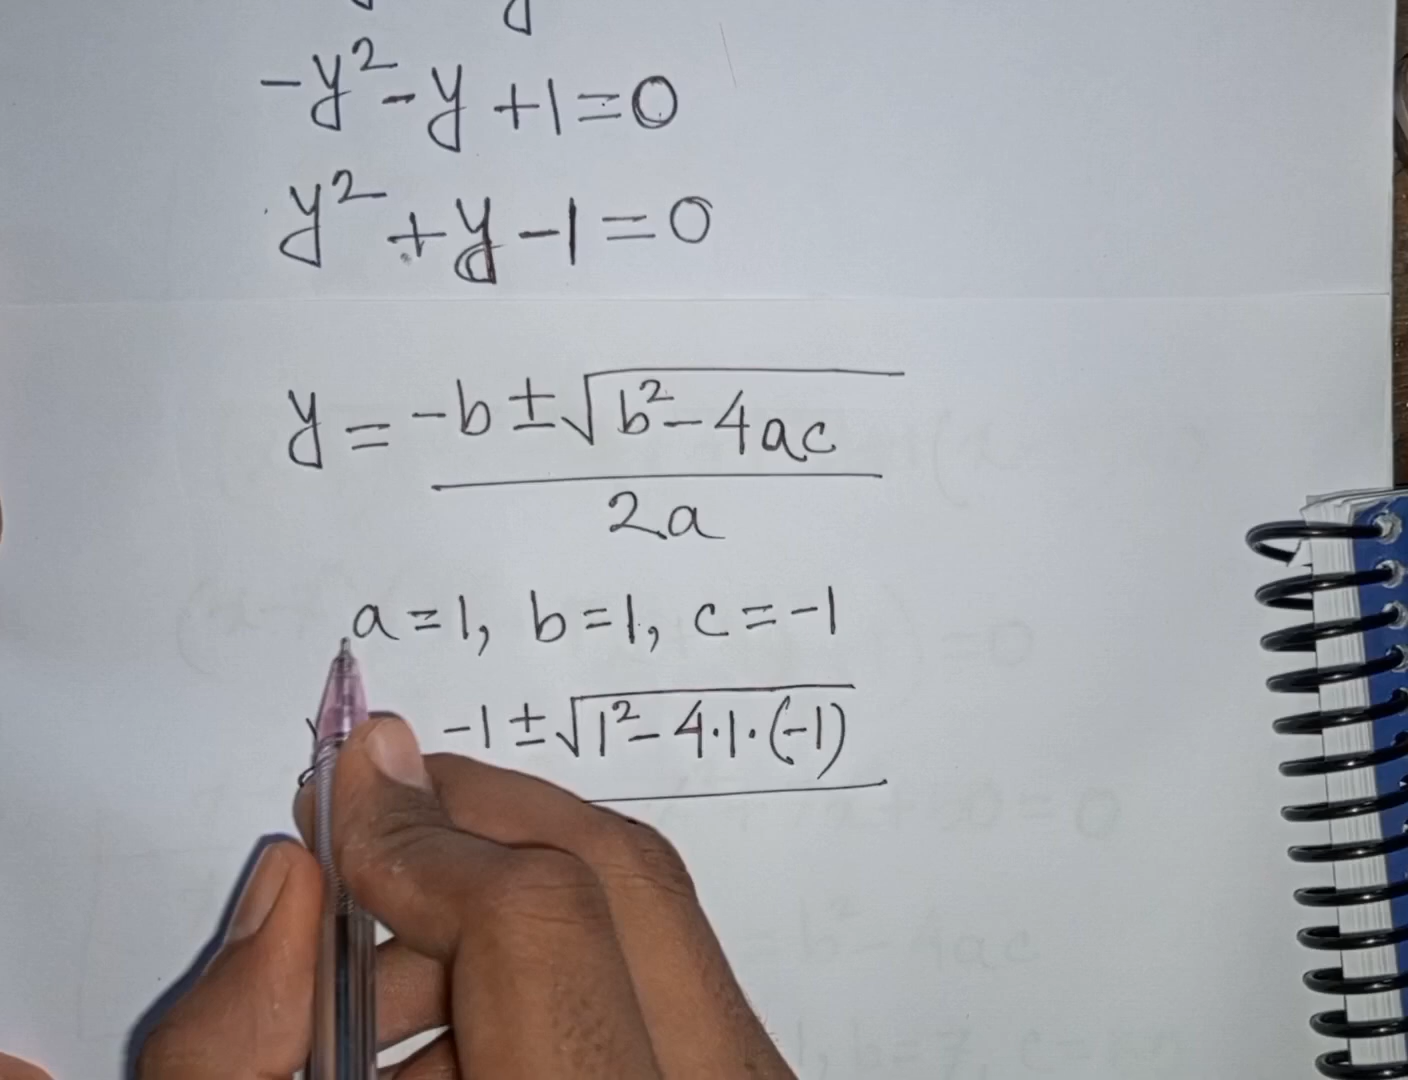 -y²-y+1=0
y²+y-1=0
y = -b±√b²-4ac
2a
a=1, b=1, c=-1
-1±√1²-4·1·(-1)